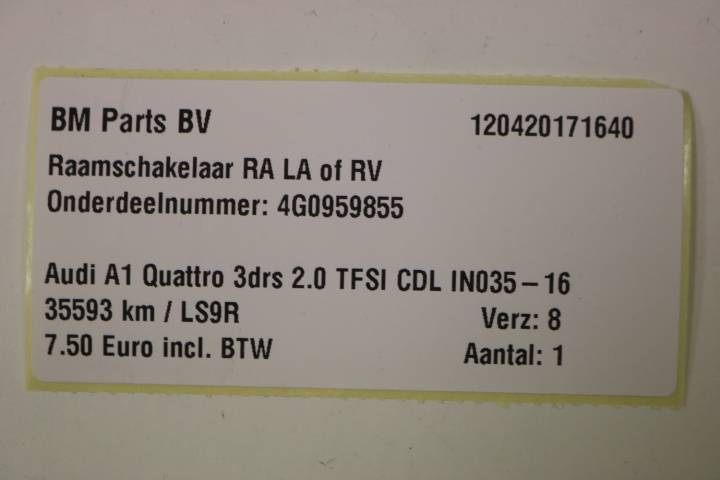 BM Parts BV 120420171640
Raamschakelaar RA LA of RV
Onderdeelnummer: 4G0959855
Audi A1 Quattro 3drs 2.0 TFSI CDL IN035-16
35593 km / LS9R Verz: 8
7.50 Euro incl. BTW Aantal: 1